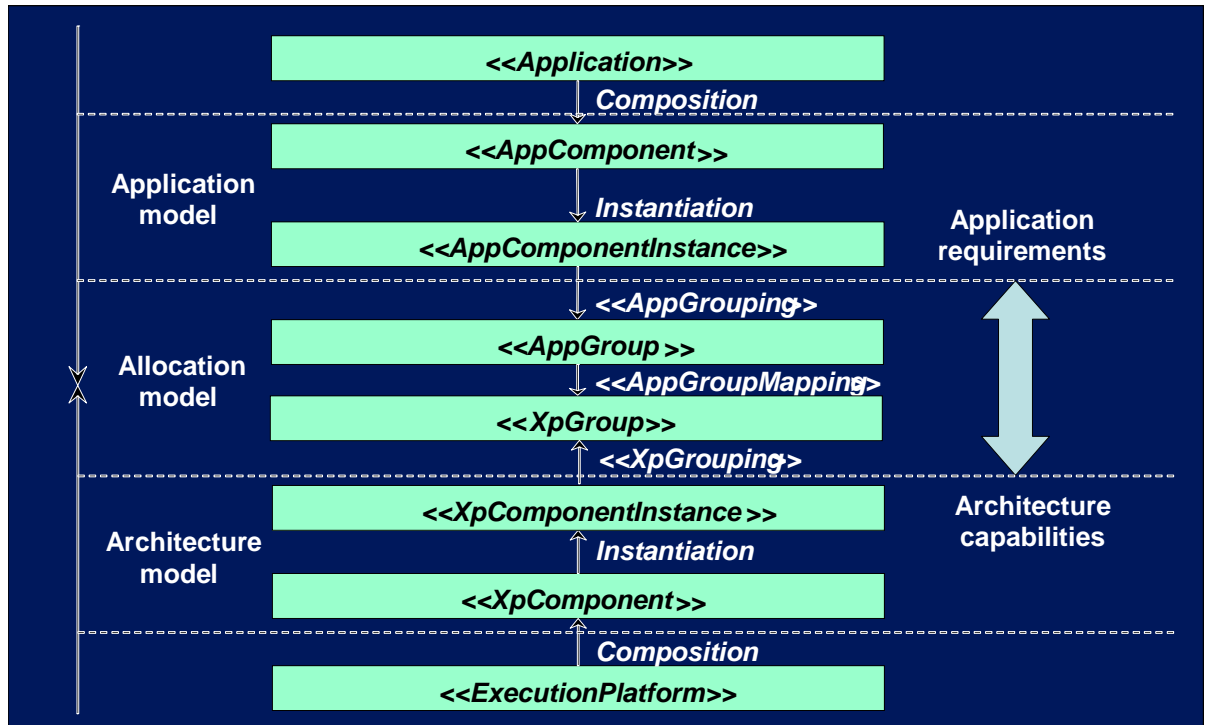 <<Application>>
Composition
<<AppComponent>>
Application
model
Instantiation
<<AppComponentInstance>>
Application
requirements
<<AppGrouping>>
<<AppGroup>>
Allocation
model
<<AppGroupMapping>>
<<XpGroup>>
<<XpGrouping>>
<<XpComponentInstance>>
Architecture
capabilities
Architecture
model
Instantiation
<<XpComponent>>
Composition
<<ExecutionPlatform>>